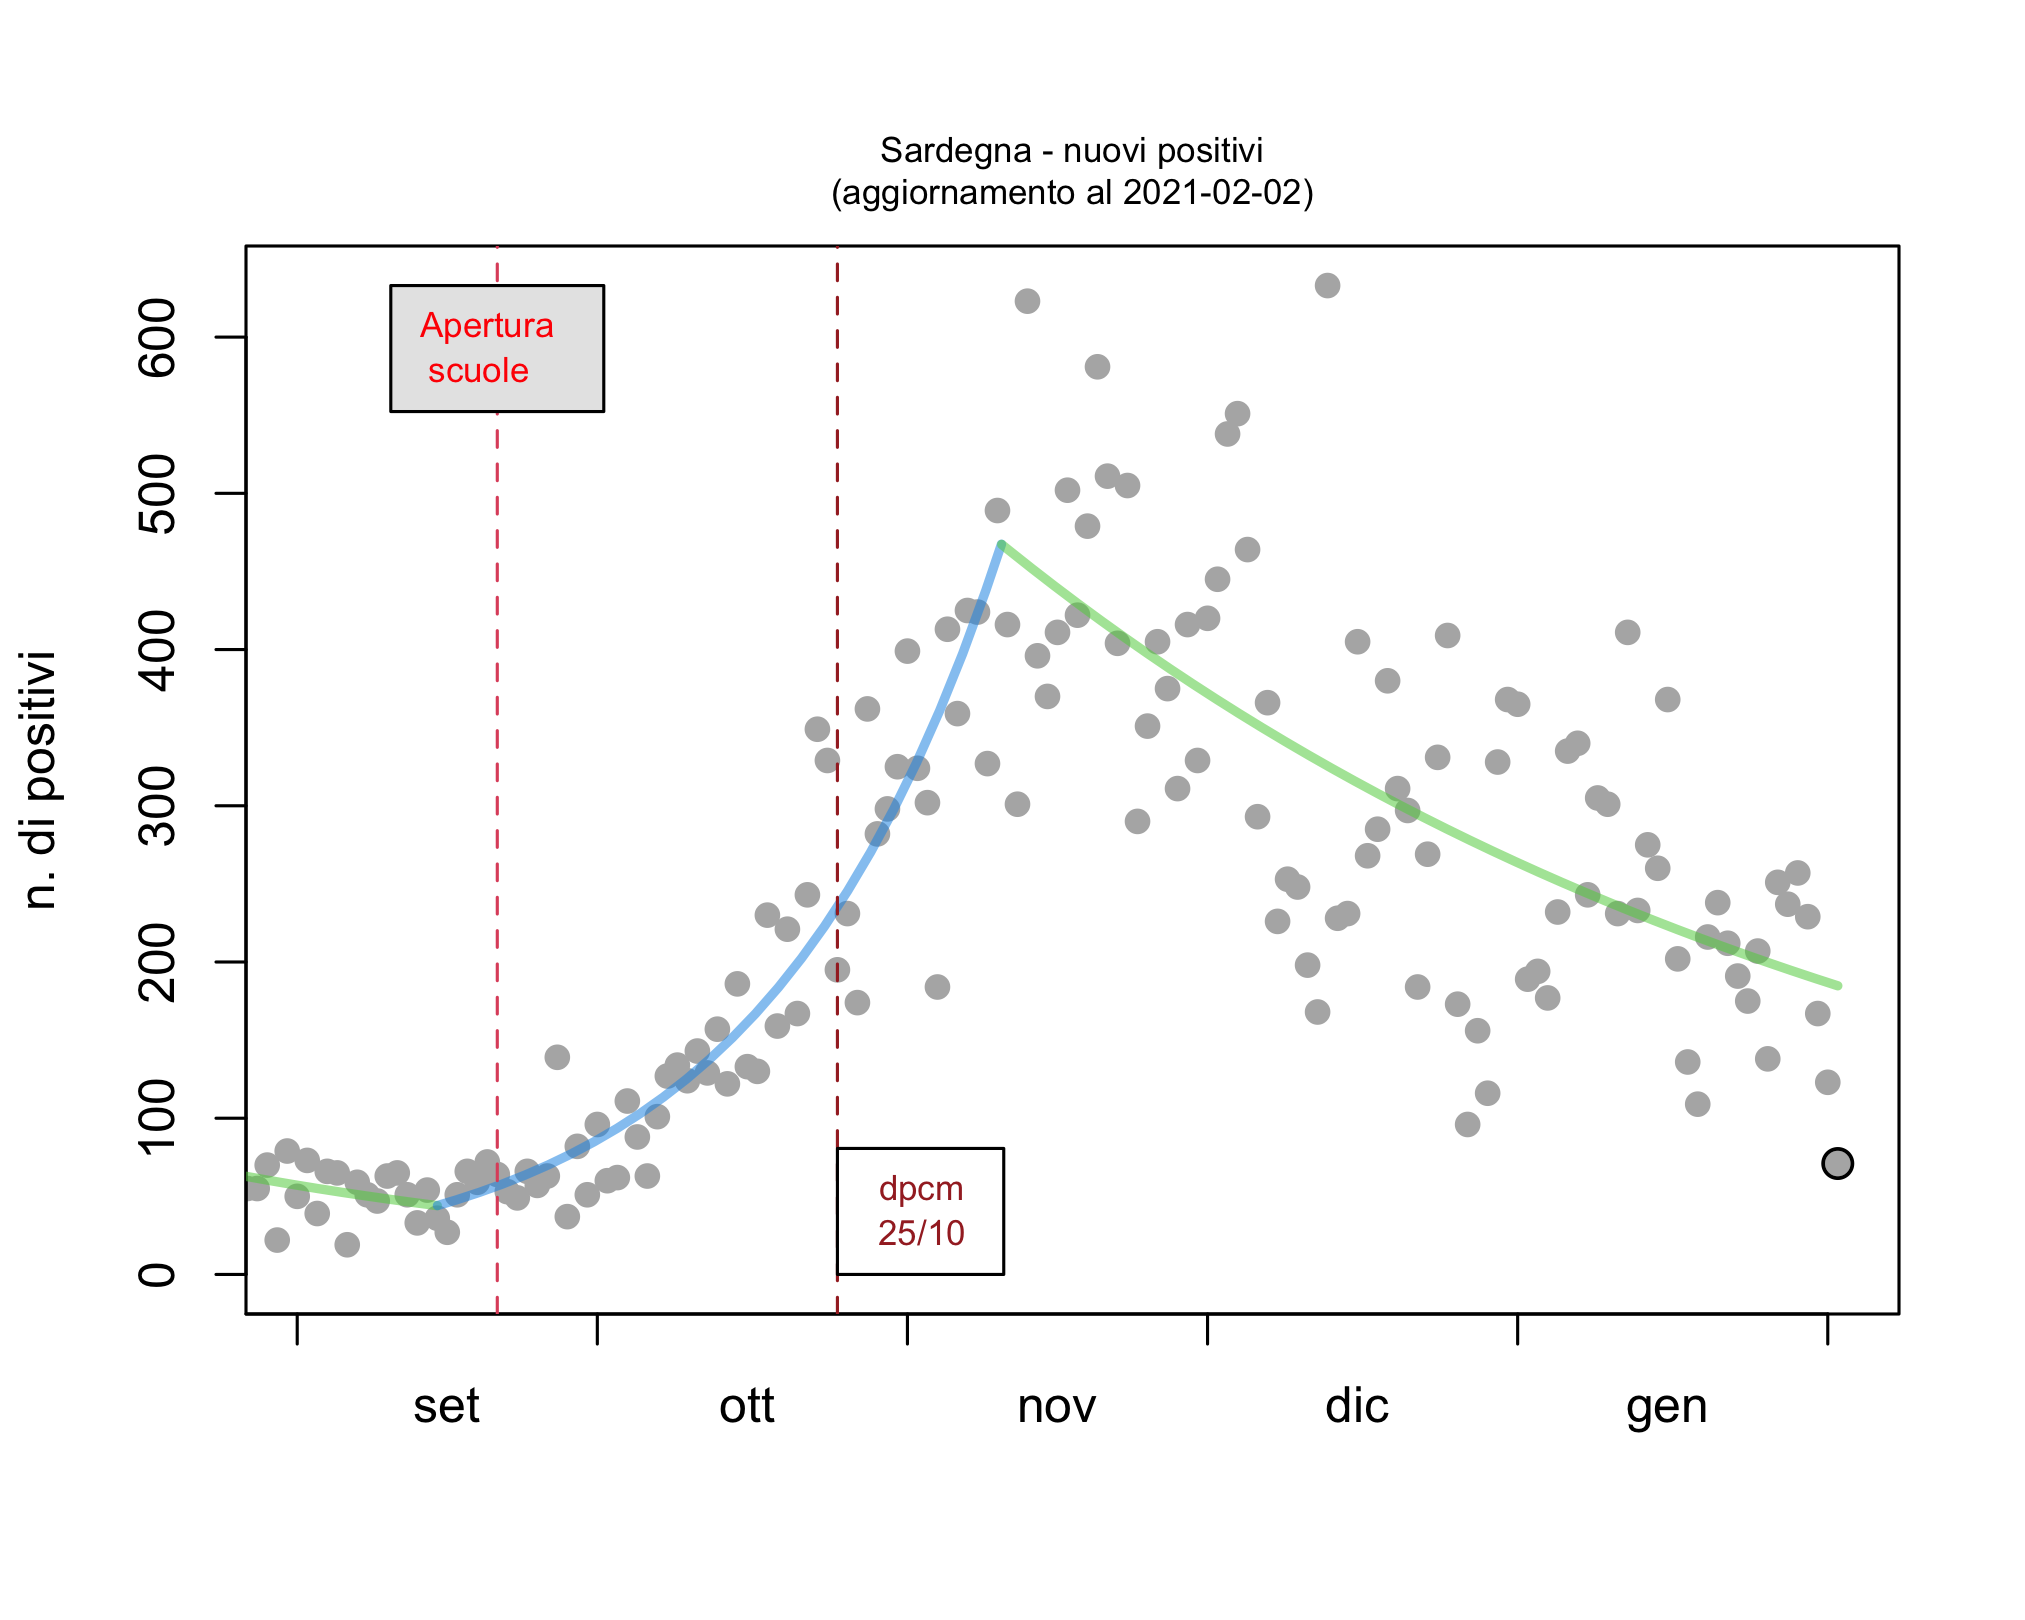 Sardegna - nuovi positivi
(aggiornamento al 2021-02-02)
n. di positivi
600
500
400
300
200
100
0
Apertura
scuole
dpcm
25/10
set
ott
nov
dic
gen